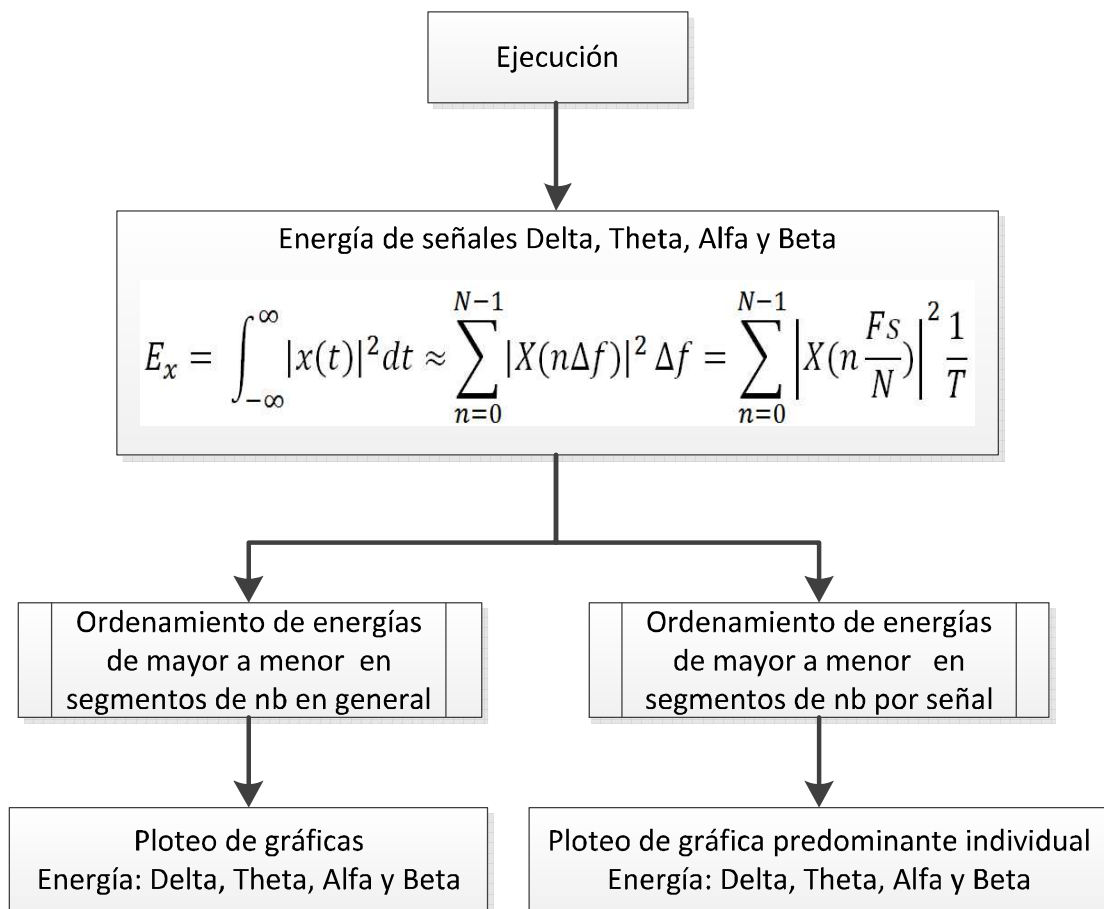 Ejecución
Energía de señales Delta, Theta, Alfa y Beta
E_x = ∫_{-∞}^{∞} |x(t)|² dt ≈ ∑_{n=0}^{N−1} |X(nΔf)|² Δf = ∑_{n=0}^{N−1} |X(n Fs/N)|² 1/T
Ordenamiento de energías
de mayor a menor en
segmentos de nb en general
Ordenamiento de energías
de mayor a menor en
segmentos de nb por señal
Ploteo de gráficas
Energía: Delta, Theta, Alfa y Beta
Ploteo de gráfica predominante individual
Energía: Delta, Theta, Alfa y Beta